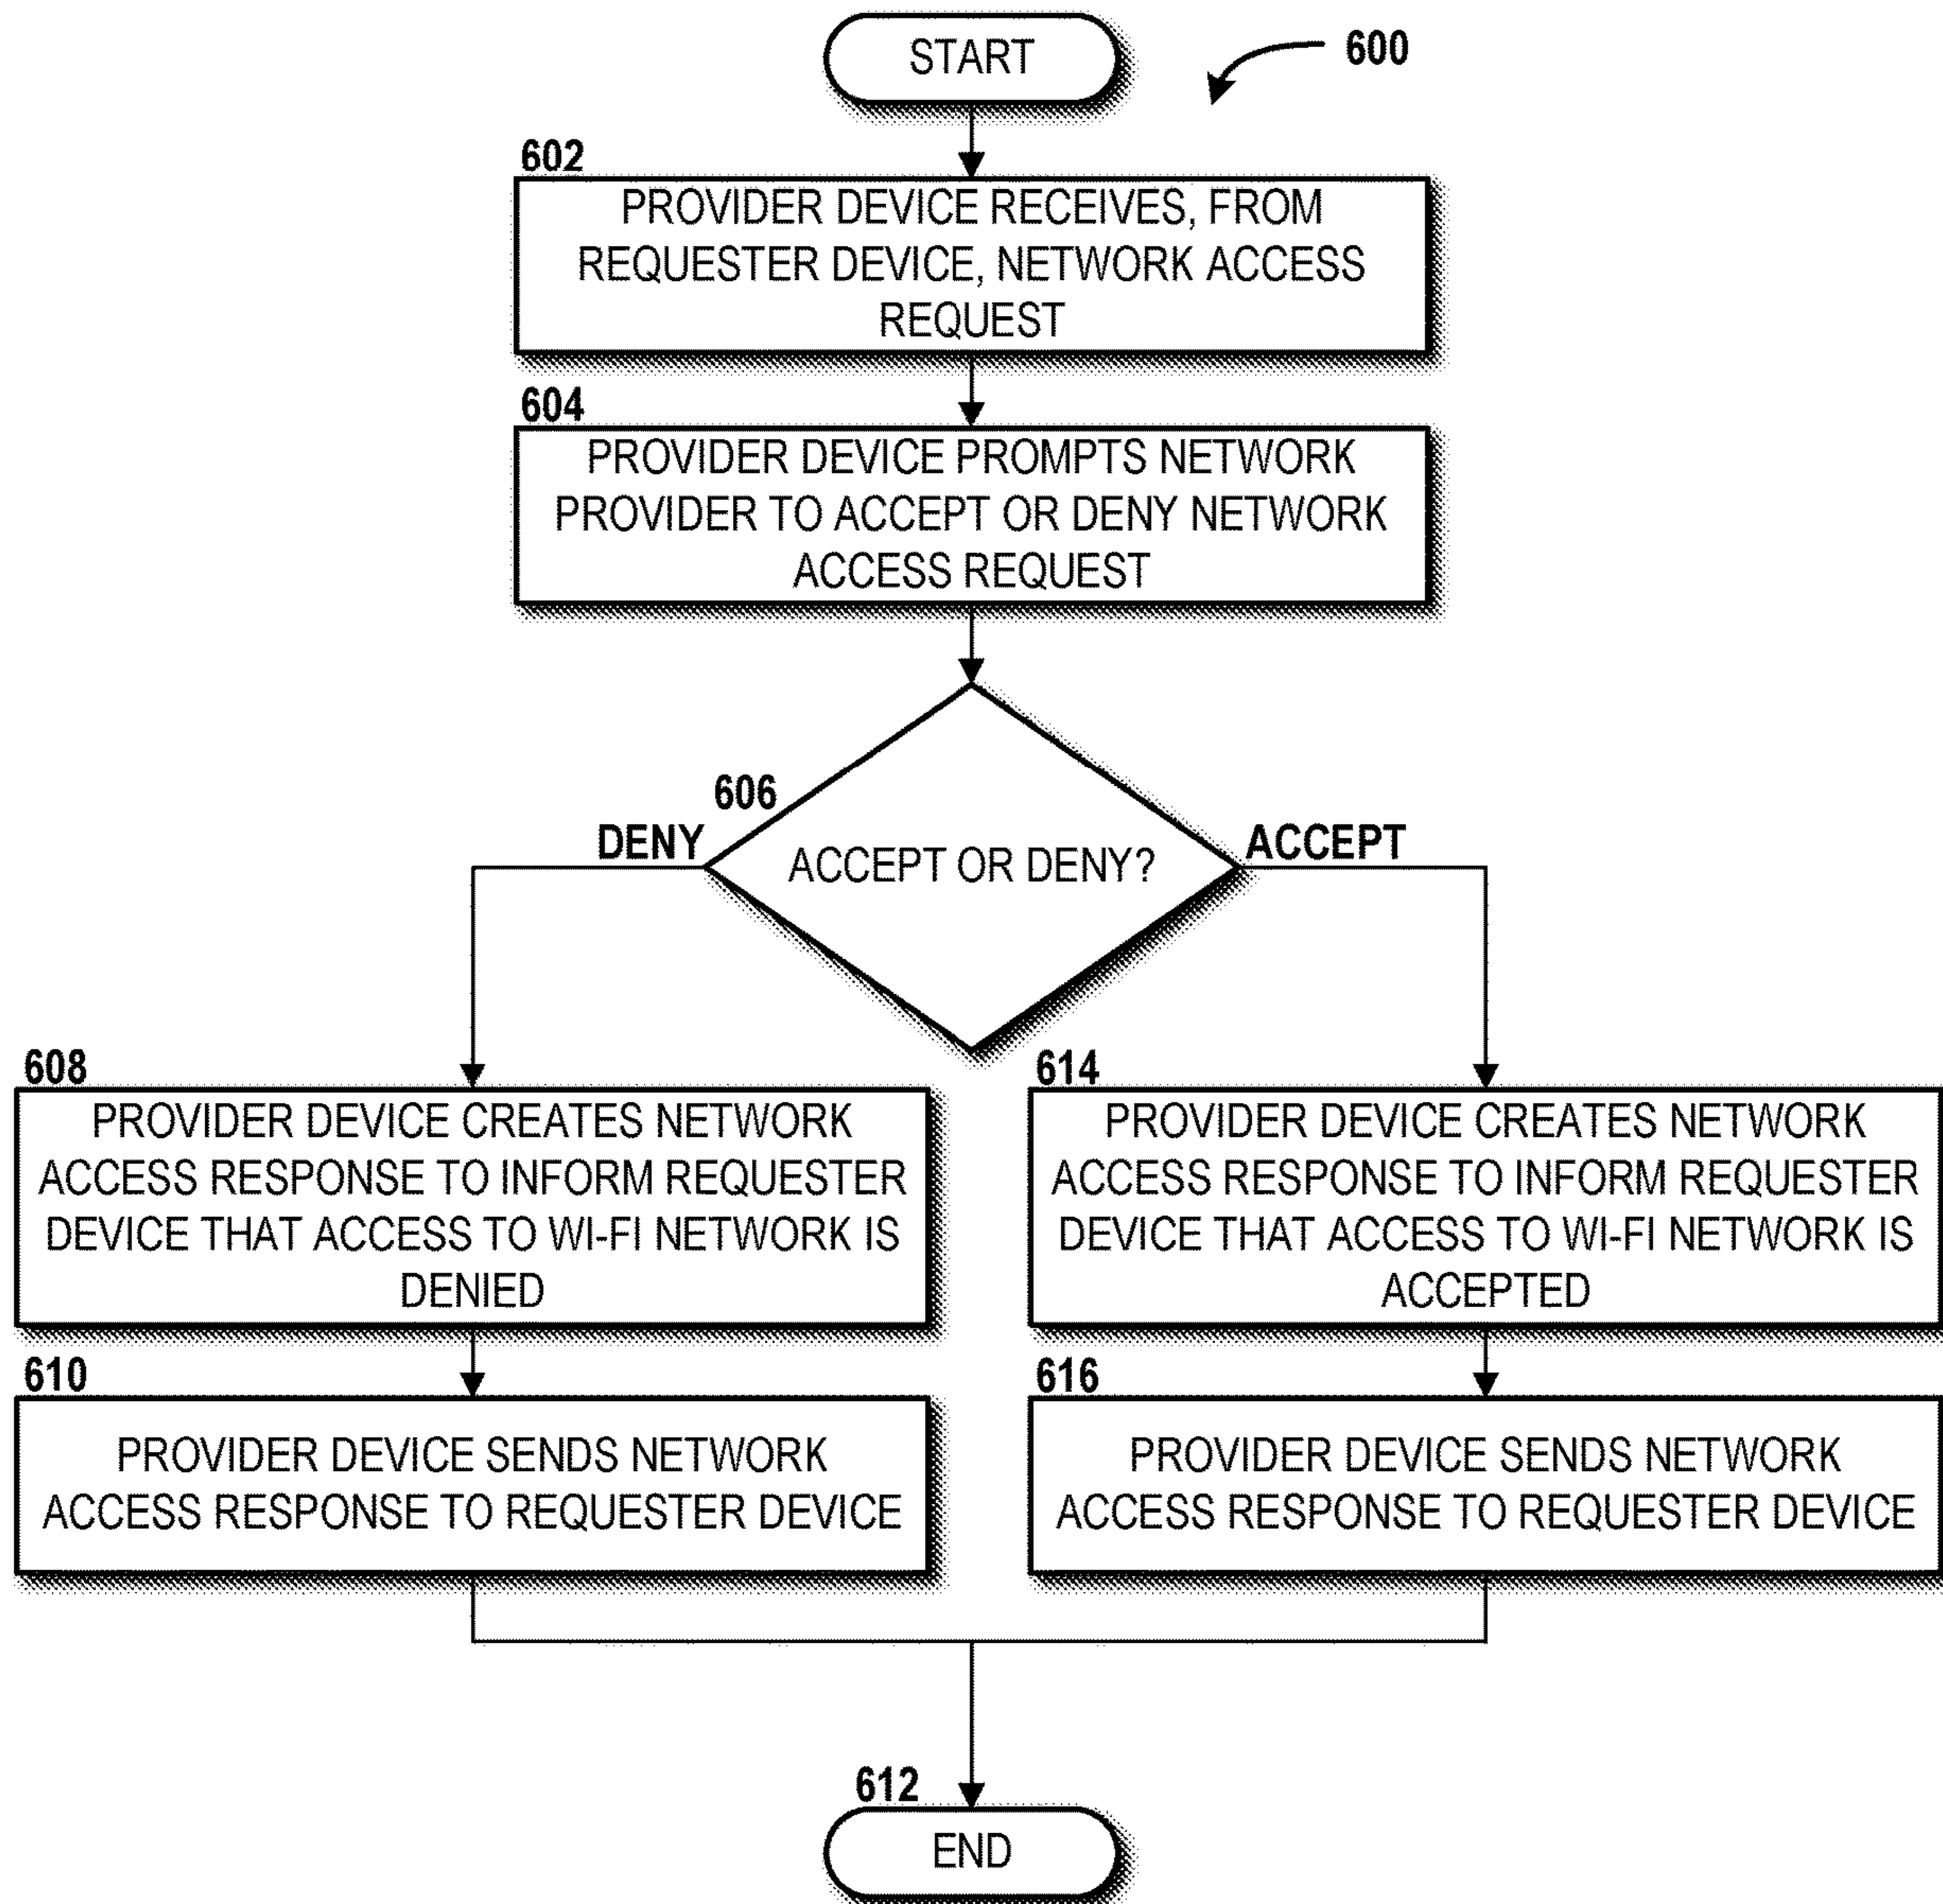 START
600
602
PROVIDER DEVICE RECEIVES, FROM
REQUESTER DEVICE, NETWORK ACCESS
REQUEST
604
PROVIDER DEVICE PROMPTS NETWORK
PROVIDER TO ACCEPT OR DENY NETWORK
ACCESS REQUEST
606
DENY
ACCEPT OR DENY?
ACCEPT
608
PROVIDER DEVICE CREATES NETWORK
ACCESS RESPONSE TO INFORM REQUESTER
DEVICE THAT ACCESS TO WI-FI NETWORK IS
DENIED
614
PROVIDER DEVICE CREATES NETWORK
ACCESS RESPONSE TO INFORM REQUESTER
DEVICE THAT ACCESS TO WI-FI NETWORK IS
ACCEPTED
610
PROVIDER DEVICE SENDS NETWORK
ACCESS RESPONSE TO REQUESTER DEVICE
616
PROVIDER DEVICE SENDS NETWORK
ACCESS RESPONSE TO REQUESTER DEVICE
612
END